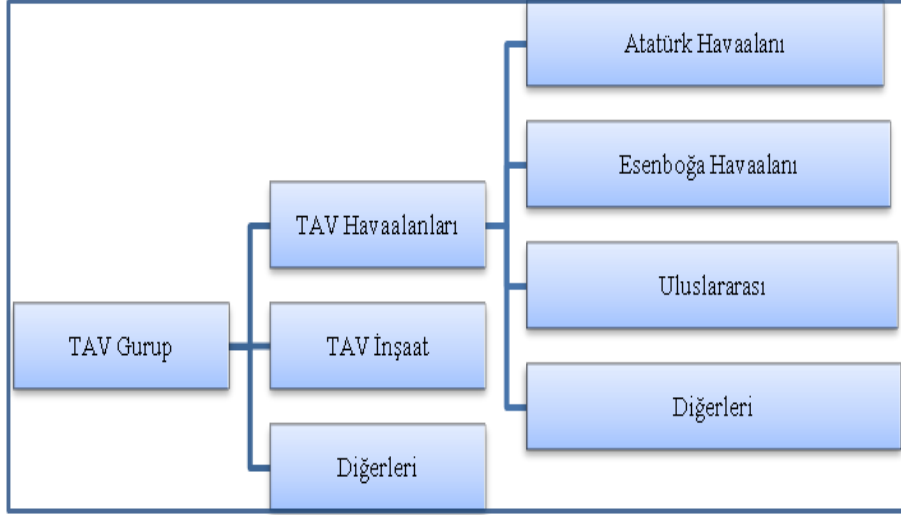 TAV Gurup
TAV Havaalanları
TAV İnşaat
Diğerleri
Atatürk Havaalanı
Esenboğa Havaalanı
Uluslararası
Diğerleri